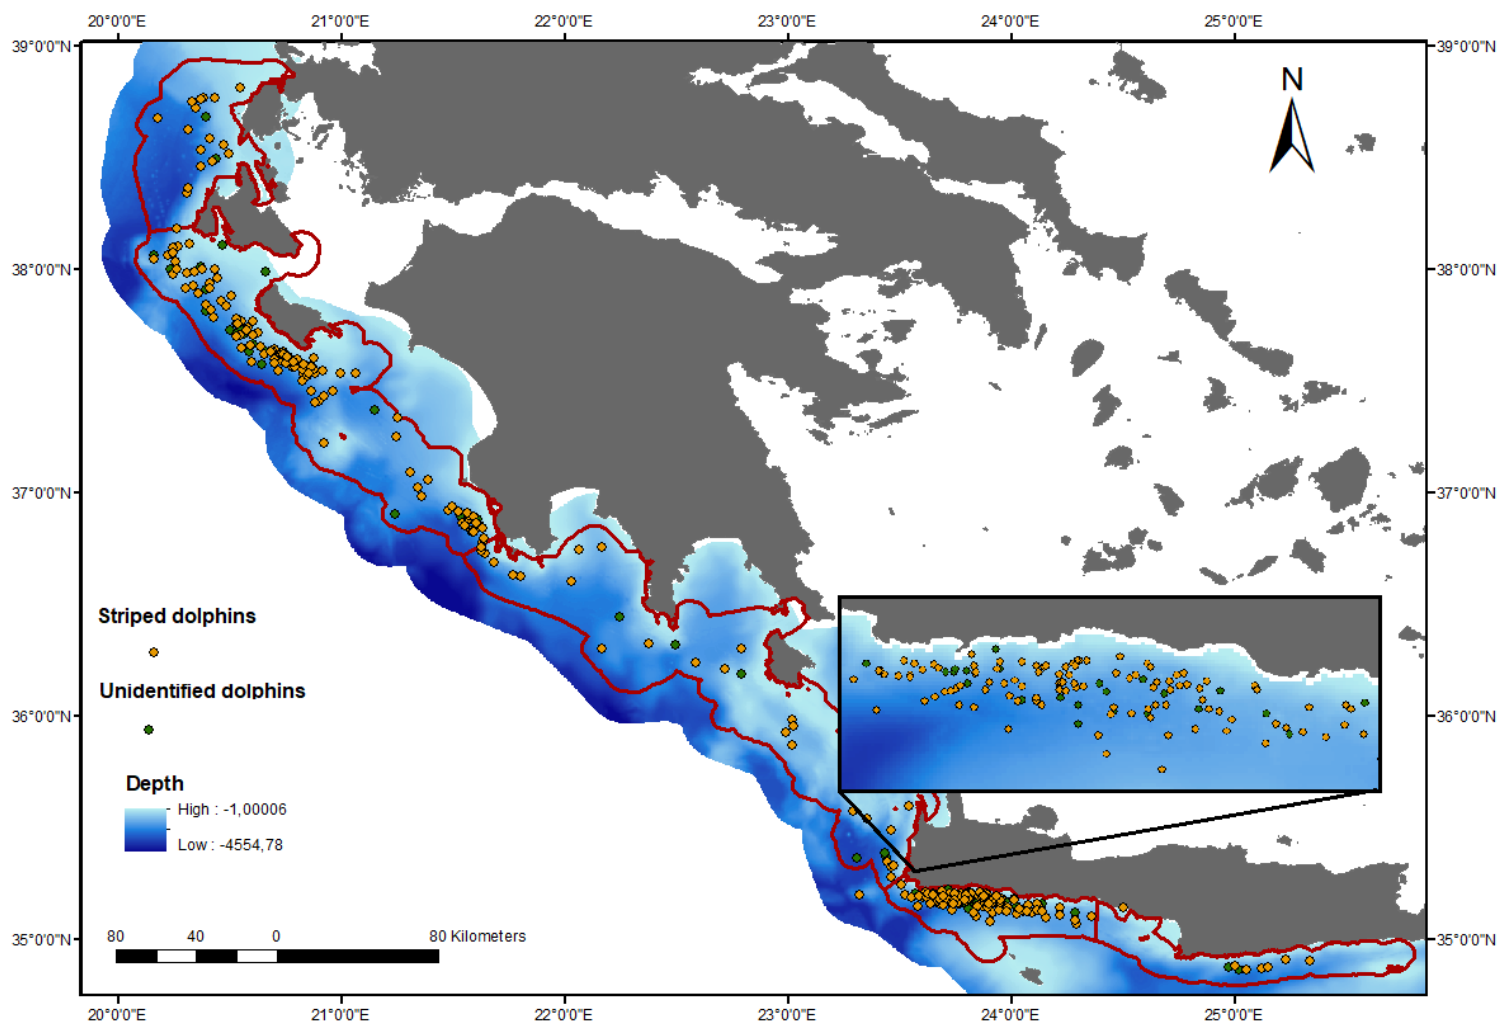 20°0'0"E 21°0'0"E 22°0'0"E 23°0'0"E 24°0'0"E 25°0'0"E
39°0'0"N 39°0'0"N
N
38°0'0"N 38°0'0"N
37°0'0"N 37°0'0"N
Striped dolphins
Unidentified dolphins
36°0'0"N 36°0'0"N
Depth
High : -1,00006
Low : -4554,78
80 40 0 80 Kilometers
35°0'0"N 35°0'0"N
20°0'0"E 21°0'0"E 22°0'0"E 23°0'0"E 24°0'0"E 25°0'0"E